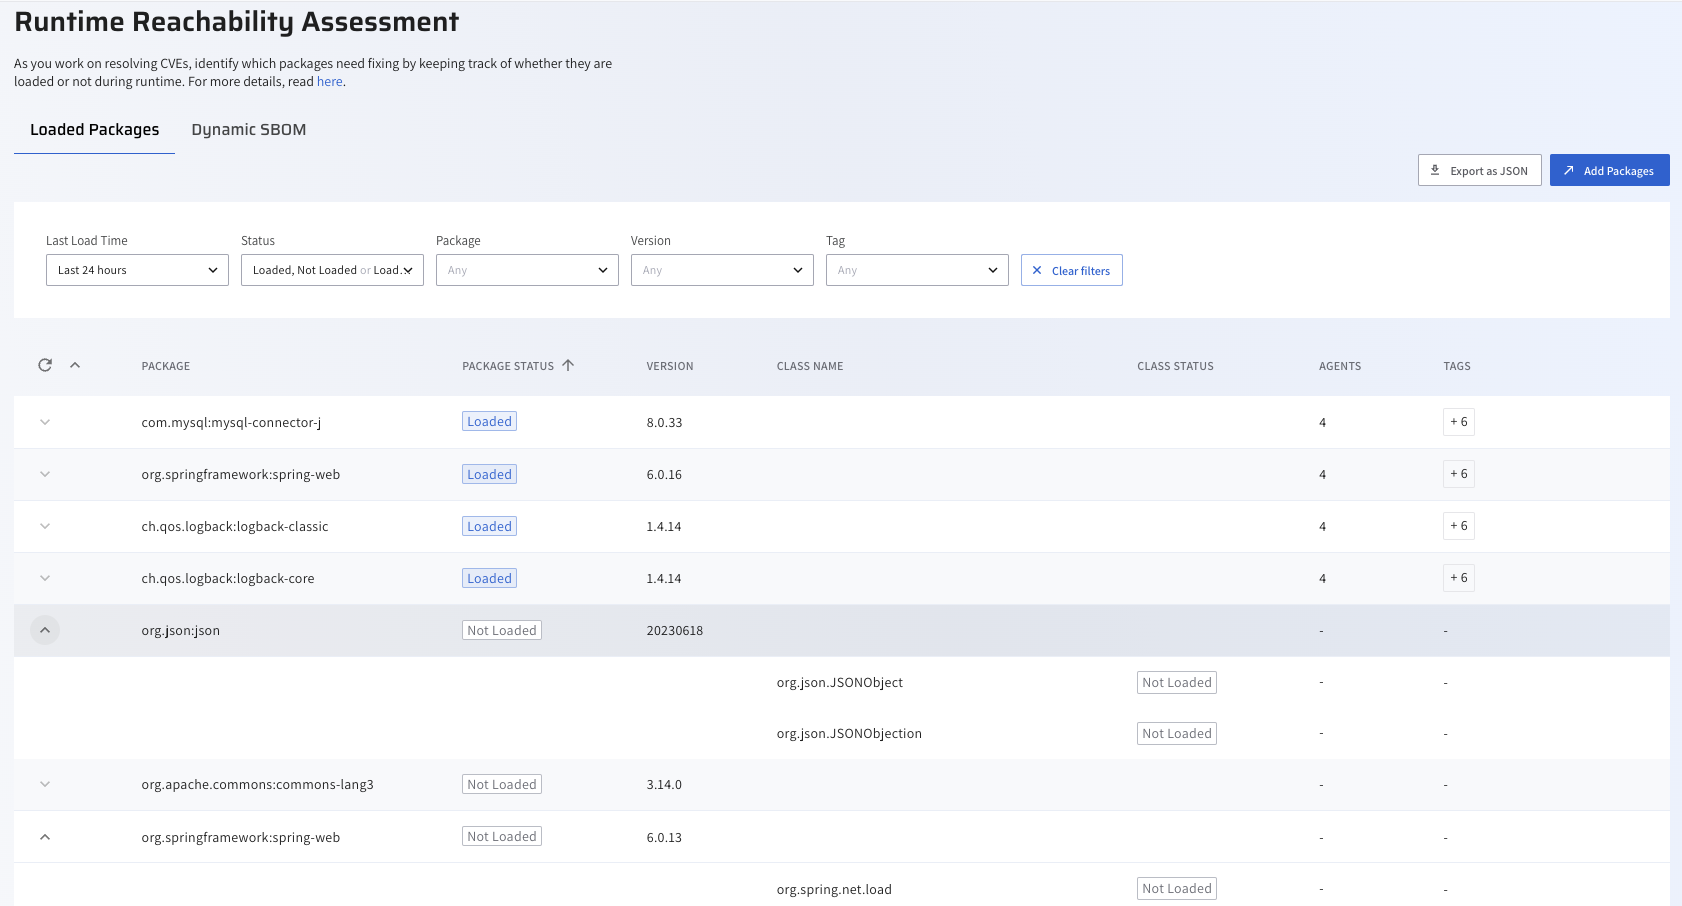 Runtime Reachability Assessment
As you work on resolving CVEs, identify which packages need fixing by keeping track of whether they are
loaded or not during runtime. For more details, read here.
Loaded Packages Dynamic SBOM
Export as JSON Add Packages
Last Load Time Status Package Version Tag
Last 24 hours Loaded, Not Loaded or Load... Any Any Any Clear filters
PACKAGE PACKAGE STATUS VERSION CLASS NAME CLASS STATUS AGENTS TAGS
com.mysql:mysql-connector-j Loaded 8.0.33 4 + 6
org.springframework:spring-web Loaded 6.0.16 4 + 6
ch.qos.logback:logback-classic Loaded 1.4.14 4 + 6
ch.qos.logback:logback-core Loaded 1.4.14 4 + 6
org.json:json Not Loaded 20230618 - -
org.json.JSONObject Not Loaded - -
org.json.JSONObjection Not Loaded - -
org.apache.commons:commons-lang3 Not Loaded 3.14.0 - -
org.springframework:spring-web Not Loaded 6.0.13 - -
org.spring.net.load Not Loaded - -